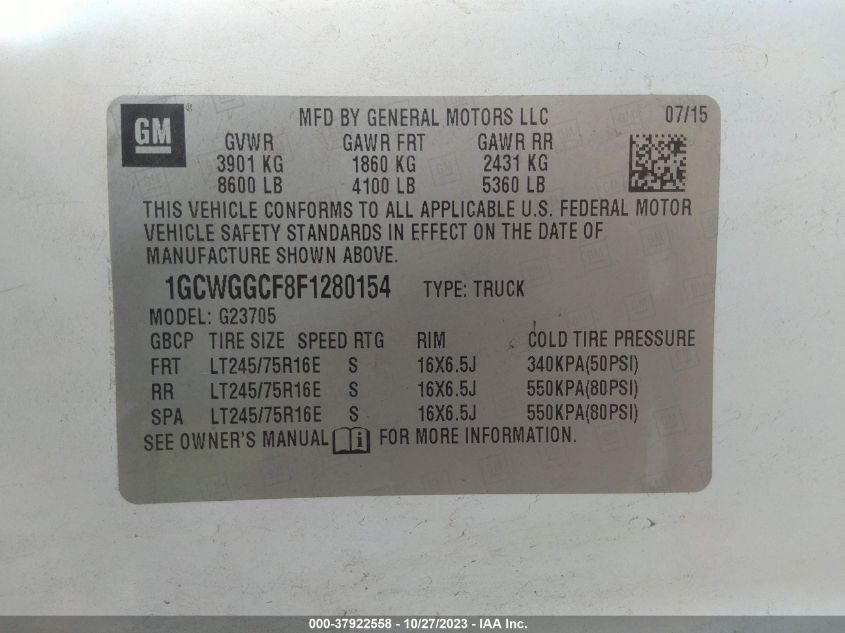 GM ® MFD BY GENERAL MOTORS LLC 07/15
GVWR GAWR FRT GAWR RR
3901 KG 1860 KG 2431 KG
8600 LB 4100 LB 5360 LB
THIS VEHICLE CONFORMS TO ALL APPLICABLE U.S. FEDERAL MOTOR
VEHICLE SAFETY STANDARDS IN EFFECT ON THE DATE OF
MANUFACTURE SHOWN ABOVE.
1GCWGGCF8F1280154 TYPE: TRUCK
MODEL: G23705
GBCP TIRE SIZE SPEED RTG RIM COLD TIRE PRESSURE
FRT LT245/75R16E S 16X6.5J 340KPA(50PSI)
RR LT245/75R16E S 16X6.5J 550KPA(80PSI)
SPA LT245/75R16E S 16X6.5J 550KPA(80PSI)
SEE OWNER'S MANUAL i FOR MORE INFORMATION.
000-37922558 - 10/27/2023 - IAA Inc.